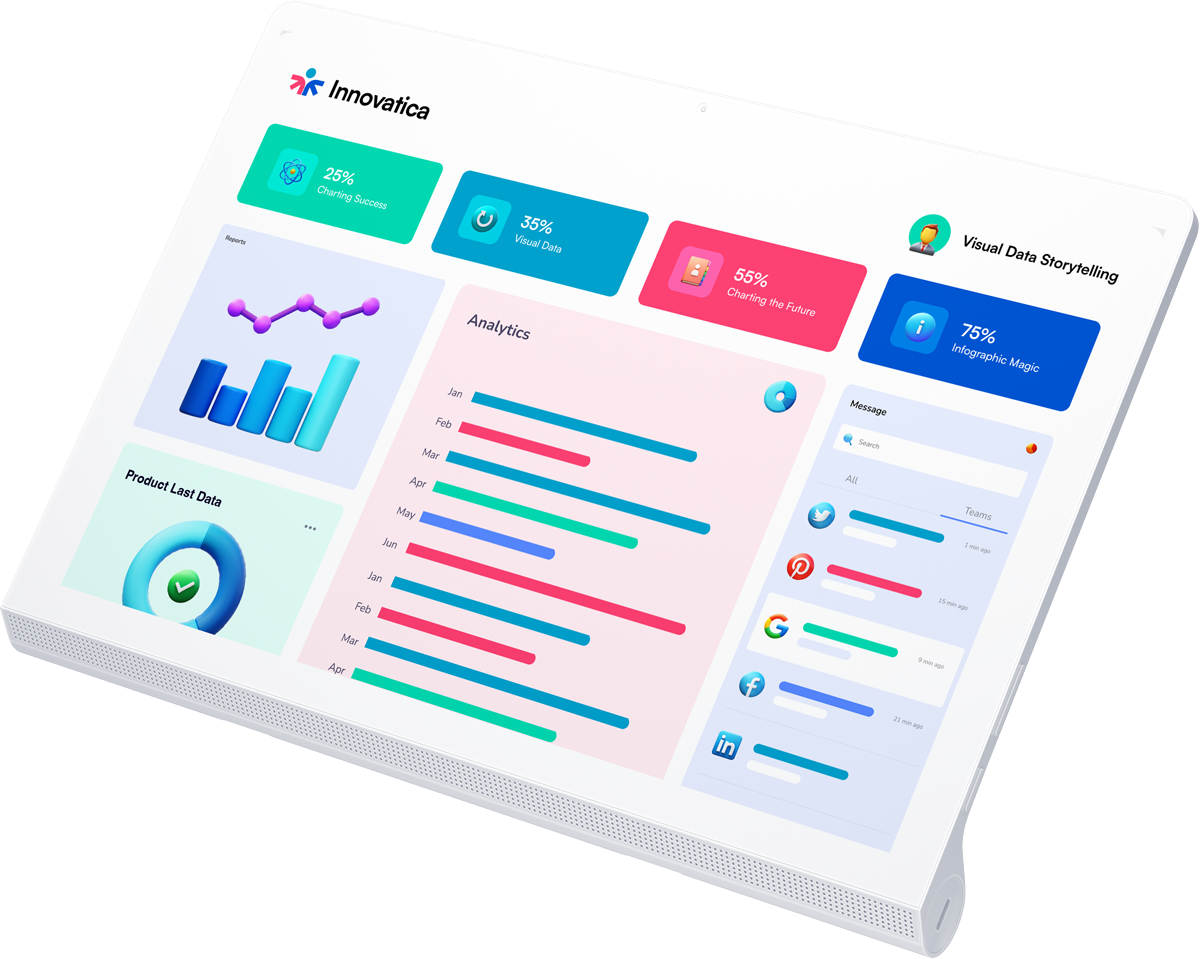 Innovatica
25%
Charting Success
35%
Visual Data
55%
Charting the Future
Visual Data Storytelling
75%
Infographic Magic
Reports
Product Last Data
Analytics
Jan
Feb
Mar
Apr
May
Jun
Jan
Feb
Mar
Apr
Message
Search
All
Teams
1 min ago
15 min ago
G
9 min ago
f
21 min ago
in